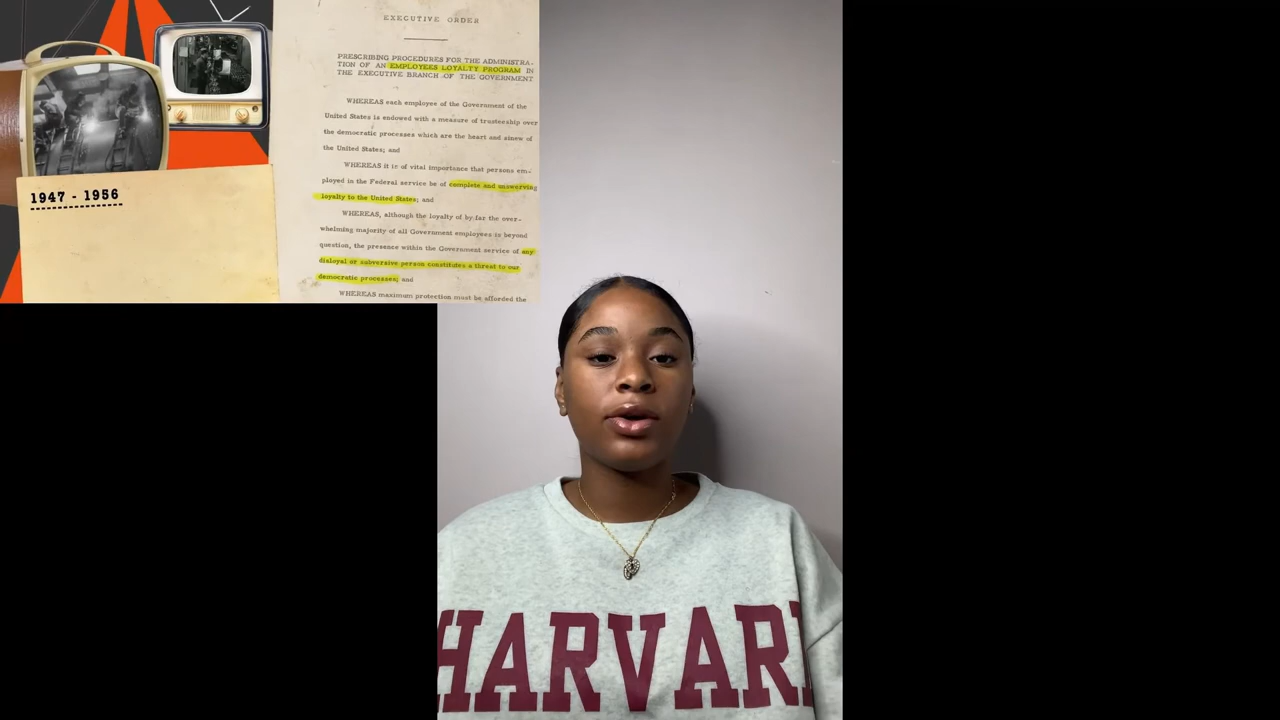 EXECUTIVE ORDER
PRESCRIBING PROCEDURES FOR THE ADMINISTRA-
TION OF AN EMPLOYEES LOYALTY PROGRAM IN
THE EXECUTIVE BRANCH OF THE GOVERNMENT
WHEREAS each employee of the Government of the
United States is endowed with a measure of trusteeship over
the democratic processes which are the heart and sinew of
the United States; and
WHEREAS it is of vital importance that persons em-
ployed in the Federal service be of complete and unswerving
loyalty to the United States; and
WHEREAS, although the loyalty of by far the over-
whelming majority of all Government employees is beyond
question, the presence within the Government service of any
disloyal or subversive person constitutes a threat to our
democratic processes; and
WHEREAS maximum protection must be afforded the
1947 - 1956
HARVARD